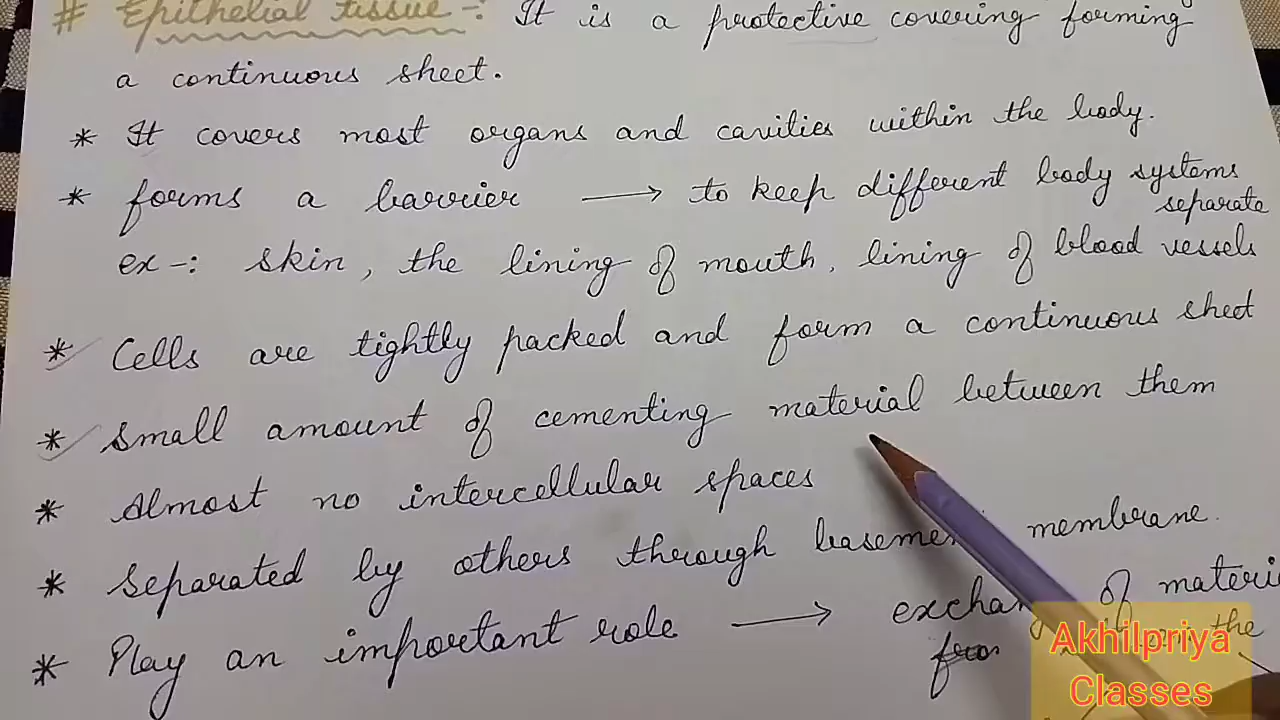 # Epithelial tissue -: It is a protective covering forming
a continuous sheet.
* It covers most organs and cavities within the body.
* forms a barrier → to keep different body systems
separate
ex -: skin, the lining of mouth, lining of blood vessels
* Cells are tightly packed and form a continuous sheet
* Small amount of cementing material between them
* Almost no intercellular spaces
* Separated by others through basement membrane.
* Play an important role → exchan of materi
the
Akhilpriya
Classes